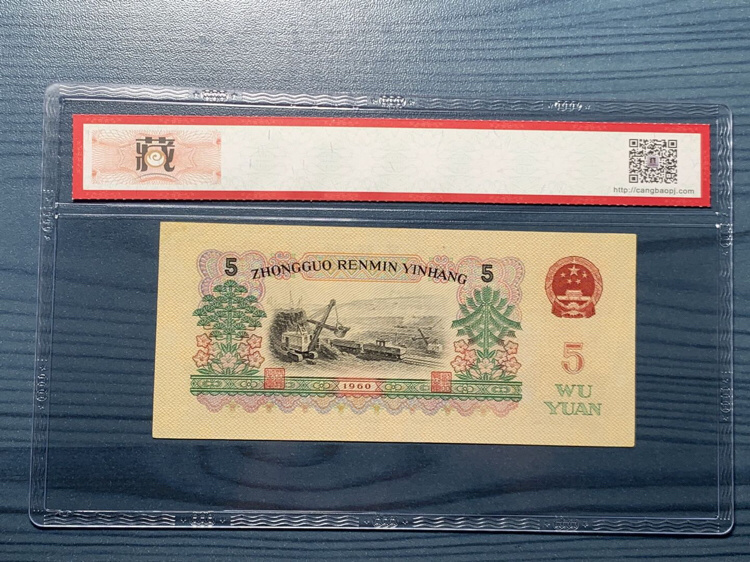 藏
http://cangbaopj.com
5 ZHONGGUO RENMIN YINHANG 5
1960
5
WU
YUAN